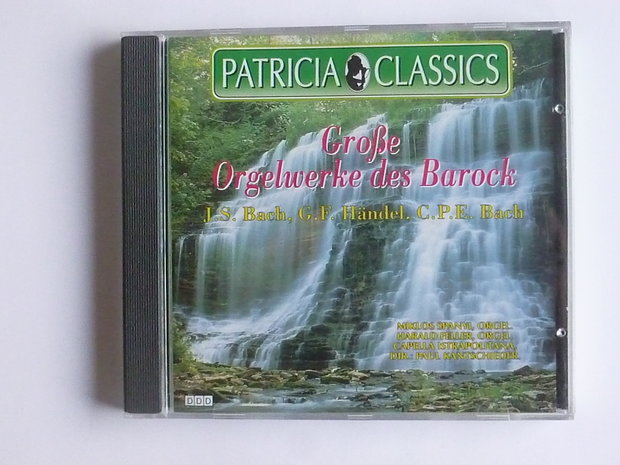 PATRICIA CLASSICS
Große
Orgelwerke des Barock
J.S. Bach, G.F. Händel, C.P.E. Bach
MIKLOS SPANYI, ORGEL
HARALD FELLER, ORGEL
CAPELLA ISTROPOLITANA
DIR. PAUL KANTSCHIEDER
DDD